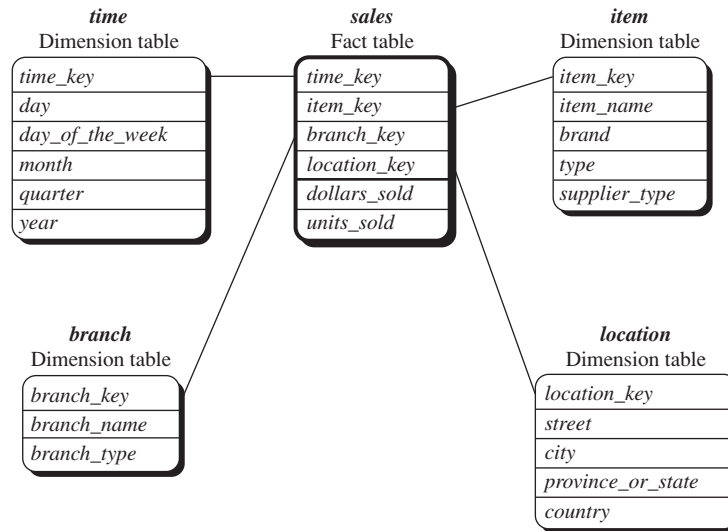 time
Dimension table
time_key
day
day_of_the_week
month
quarter
year
sales
Fact table
time_key
item_key
branch_key
location_key
dollars_sold
units_sold
item
Dimension table
item_key
item_name
brand
type
supplier_type
branch
Dimension table
branch_key
branch_name
branch_type
location
Dimension table
location_key
street
city
province_or_state
country